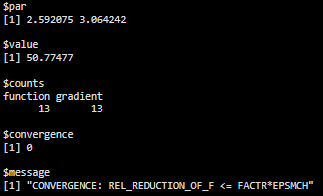 $par
[1] 2.592075 3.064242
$value
[1] 50.77477
$counts
function gradient
13 13
$convergence
[1] 0
$message
[1] "CONVERGENCE: REL_REDUCTION_OF_F <= FACTR*EPSMCH"